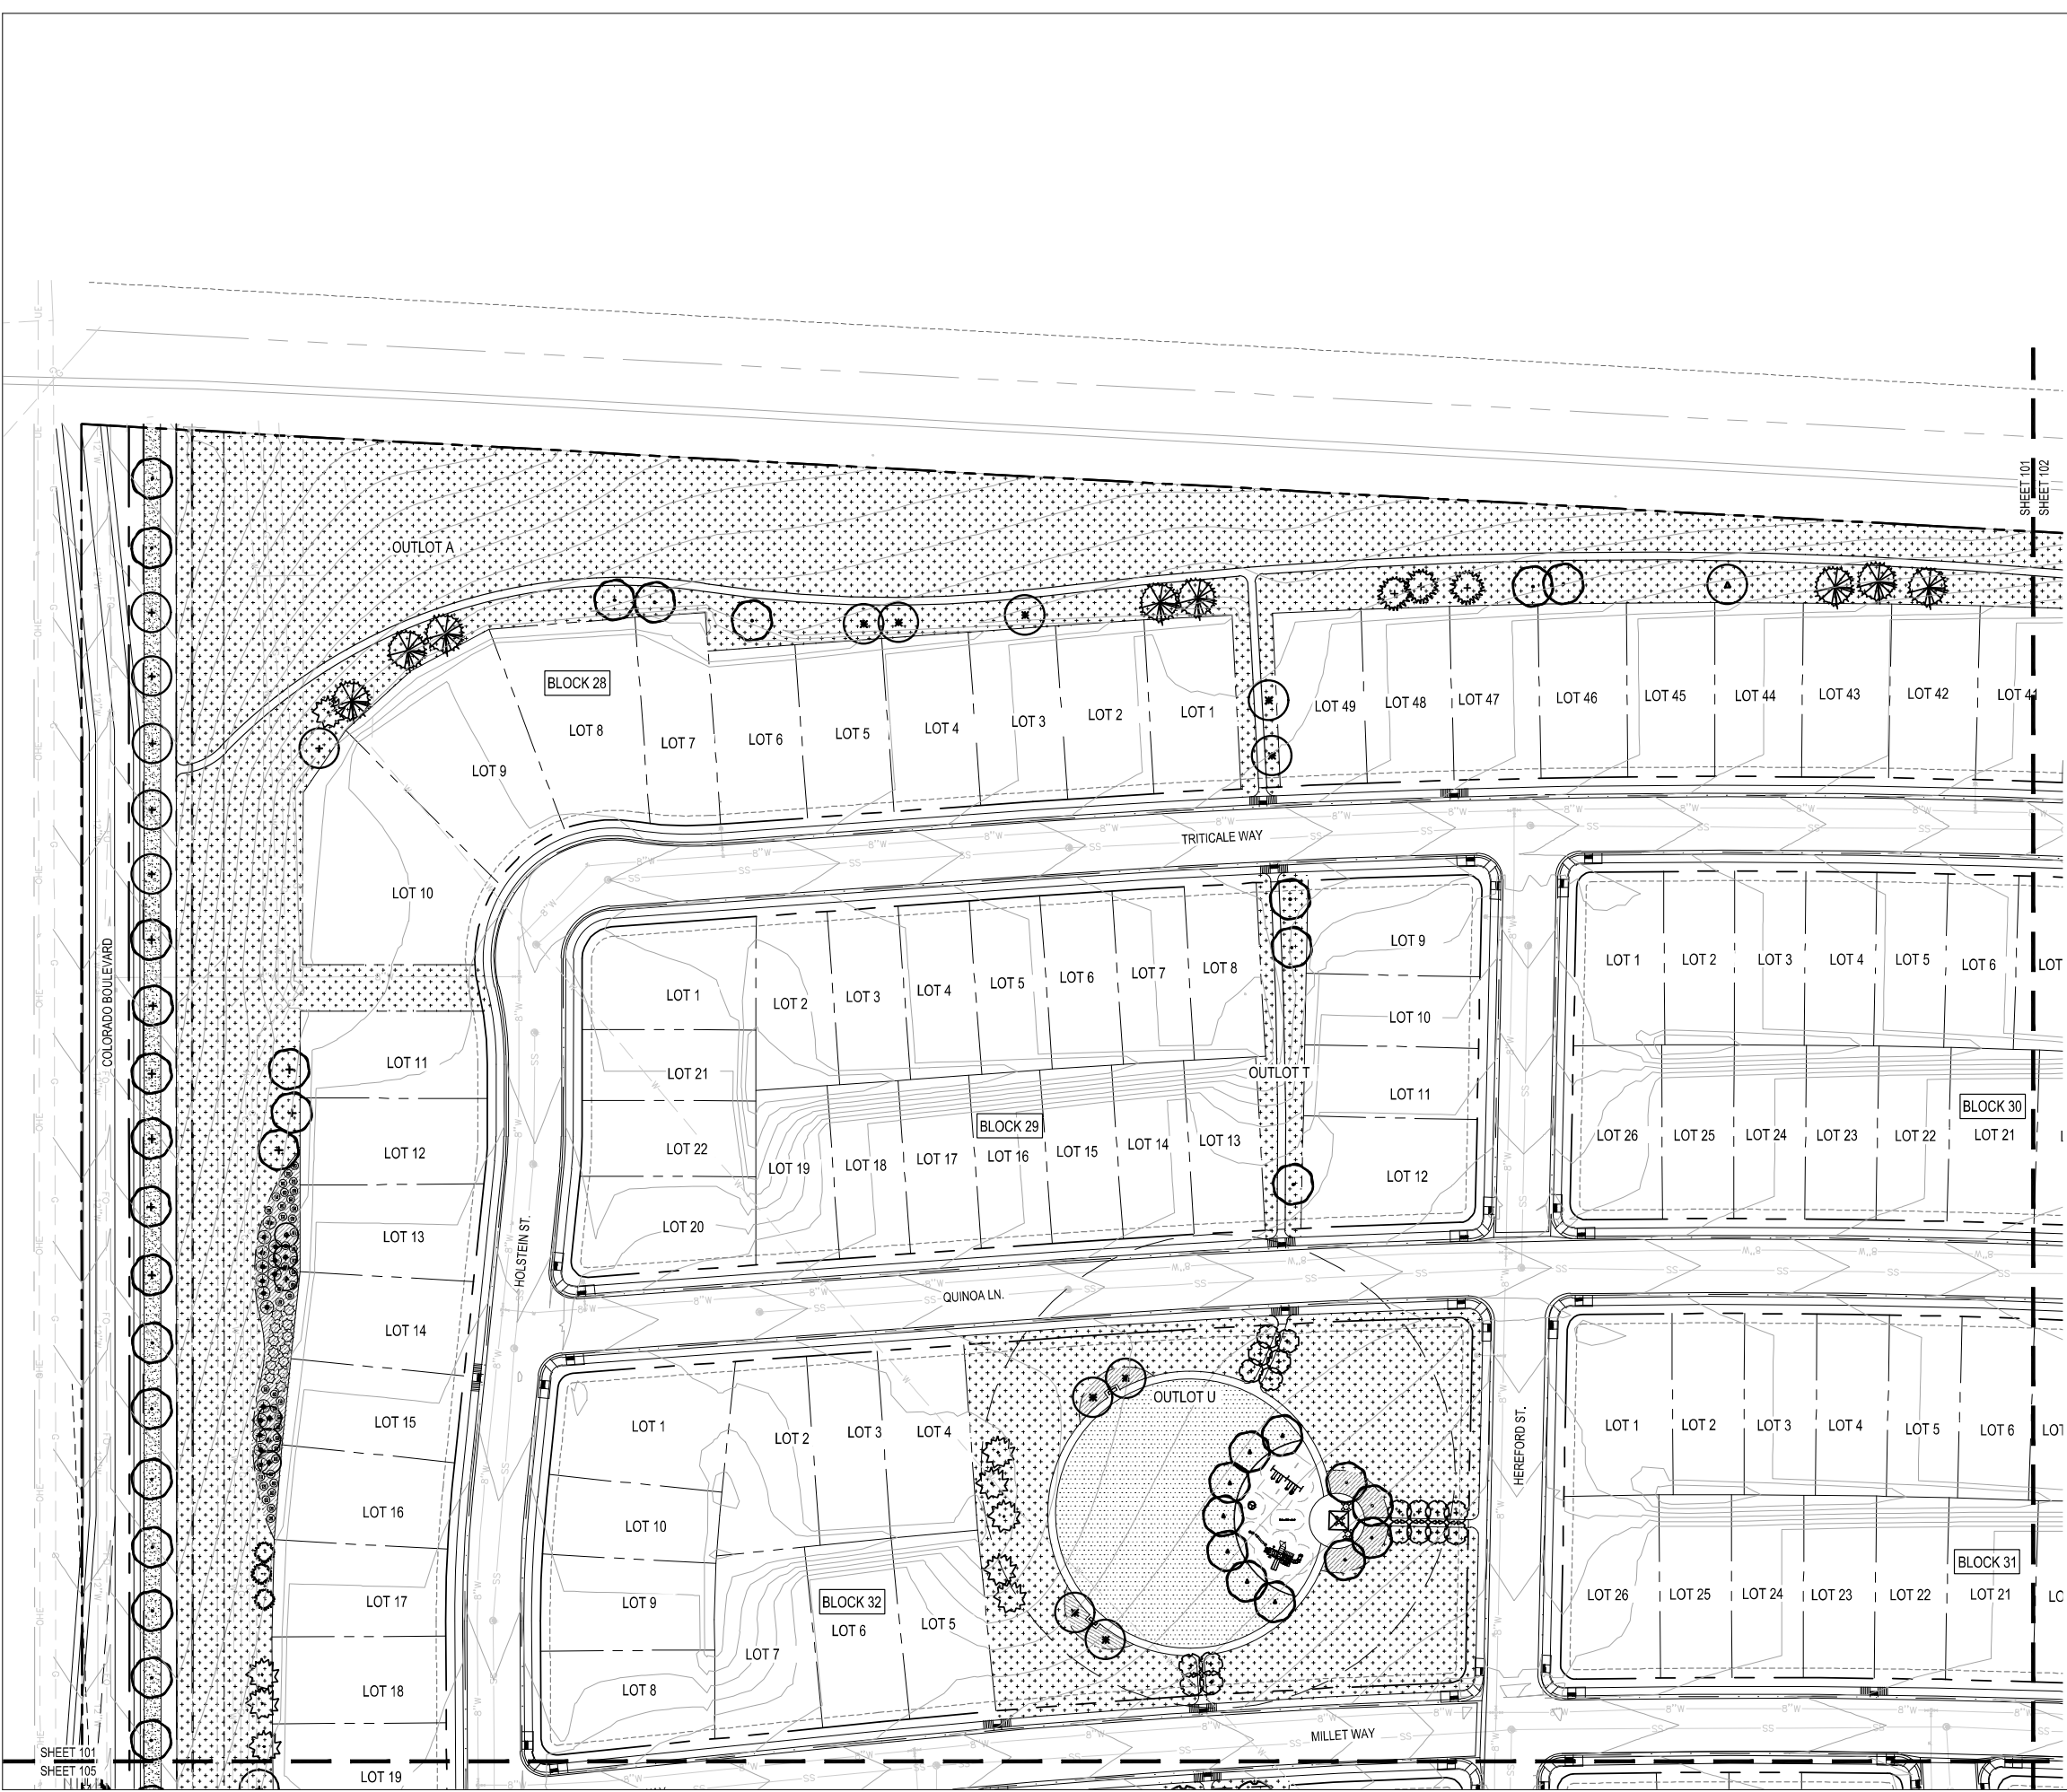 SHEET 101
SHEET 102
OUTLOT A
BLOCK 28
LOT 8
LOT 7
LOT 6
LOT 5
LOT 4
LOT 3
LOT 2
LOT 1
LOT 9
LOT 10
LOT 49
LOT 48
LOT 47
LOT 46
LOT 45
LOT 44
LOT 43
LOT 42
LOT 41
TRITICALE WAY
COLORADO BOULEVARD
LOT 11
LOT 12
LOT 13
LOT 14
LOT 15
LOT 16
LOT 17
LOT 18
LOT 19
HOLSTEIN ST.
LOT 1
LOT 2
LOT 3
LOT 4
LOT 5
LOT 6
LOT 7
LOT 8
LOT 9
LOT 10
LOT 11
LOT 12
OUTLOT T
LOT 21
LOT 22
LOT 20
BLOCK 29
LOT 19
LOT 18
LOT 17
LOT 16
LOT 15
LOT 14
LOT 13
LOT 1
LOT 2
LOT 3
LOT 4
LOT 5
LOT 6
LOT
BLOCK 30
LOT 26
LOT 25
LOT 24
LOT 23
LOT 22
LOT 21
QUINOA LN.
OUTLOT U
LOT 1
LOT 2
LOT 3
LOT 4
LOT 10
LOT 9
LOT 8
BLOCK 32
LOT 7
LOT 6
LOT 5
HEREFORD ST.
LOT 1
LOT 2
LOT 3
LOT 4
LOT 5
LOT 6
LOT
BLOCK 31
LOT 26
LOT 25
LOT 24
LOT 23
LOT 22
LOT 21
MILLET WAY
SHEET 101
SHEET 105